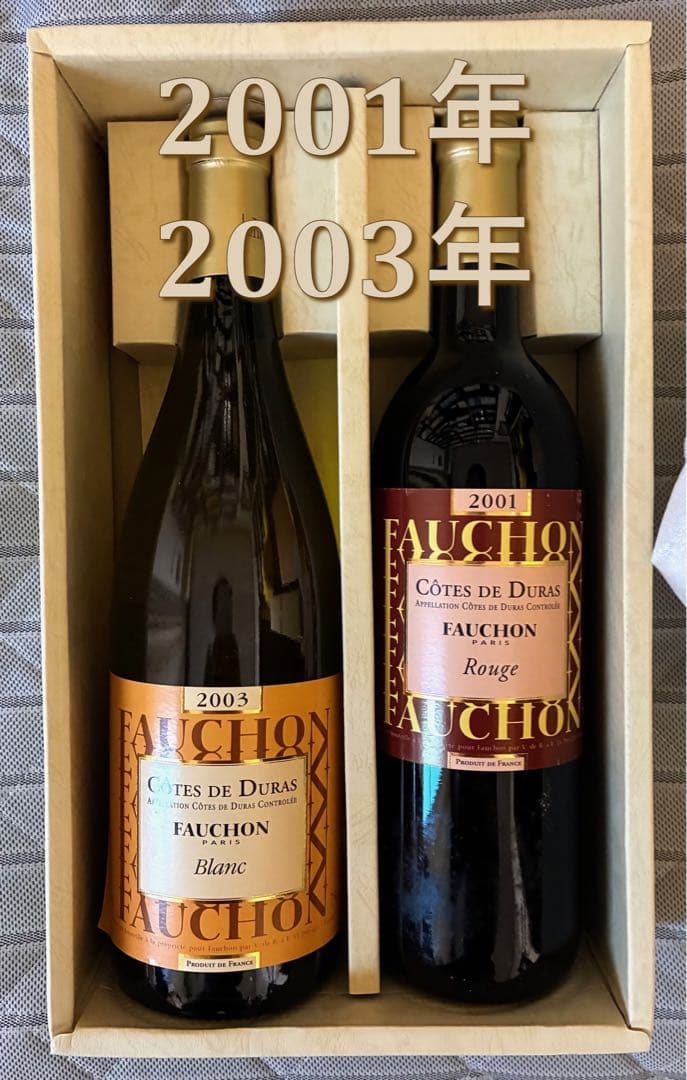 2001年
2003年
2003
FAUCHON
CÔTES DE DURAS
APPELLATION CÔTES DE DURAS CONTRÔLÉE
FAUCHON
PARIS
Blanc
FAUCHON
PRODUIT DE FRANCE
2001
FAUCHON
CÔTES DE DURAS
APPELLATION CÔTES DE DURAS CONTRÔLÉE
FAUCHON
PARIS
Rouge
FAUCHON
PRODUIT DE FRANCE